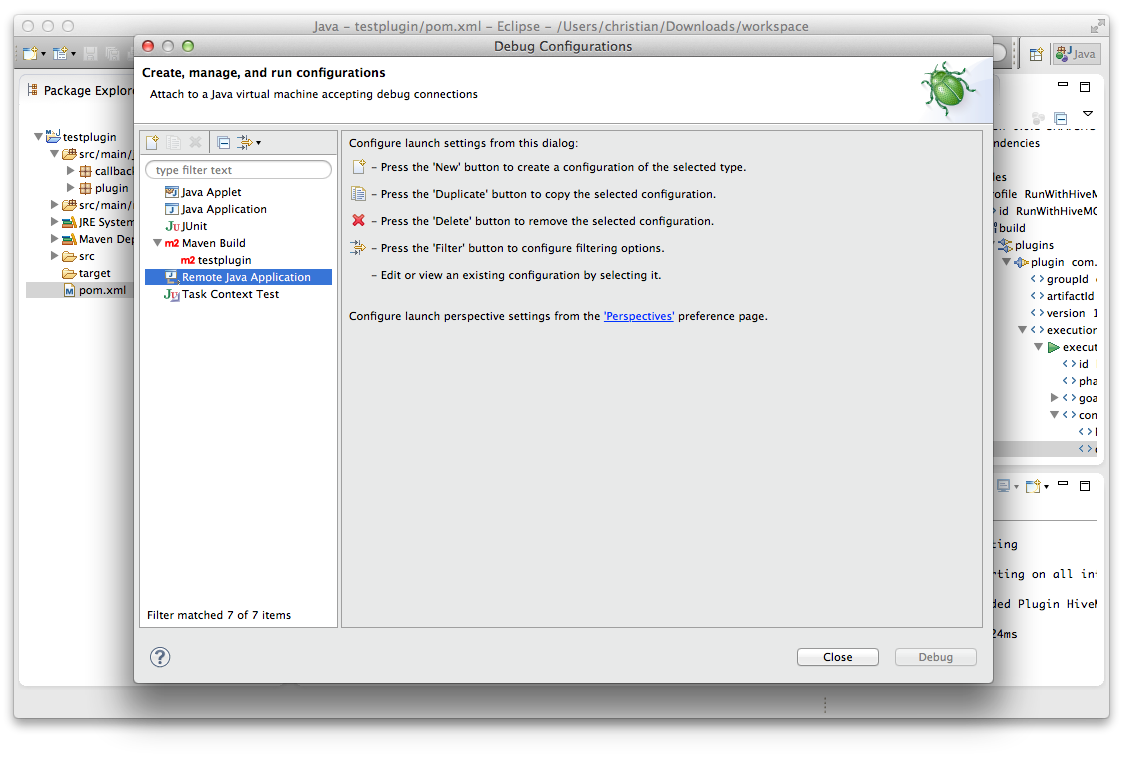 Java – testplugin/pom.xml – Eclipse – /Users/christian/Downloads/workspace
Java
Package Explor
testplugin
src/main/
callbac
plugin
src/main/
JRE System
Maven Dep
src
target
pom.xml
Debug Configurations
Create, manage, and run configurations
Attach to a Java virtual machine accepting debug connections
type filter text
Java Applet
Java Application
Ju JUnit
m2 Maven Build
m2 testplugin
Remote Java Application
Task Context Test
Filter matched 7 of 7 items
Configure launch settings from this dialog:
– Press the 'New' button to create a configuration of the selected type.
– Press the 'Duplicate' button to copy the selected configuration.
– Press the 'Delete' button to remove the selected configuration.
– Press the 'Filter' button to configure filtering options.
– Edit or view an existing configuration by selecting it.
Configure launch perspective settings from the 'Perspectives' preference page.
?
Close
Debug
ndencies
les
rofile RunWithHiveM
id RunWithHiveMQ
build
plugins
plugin com.
groupId
artifactId
version 1
execution
execut
id
pha
goa
con
ting
rting on all in
ded Plugin HiveM
24ms